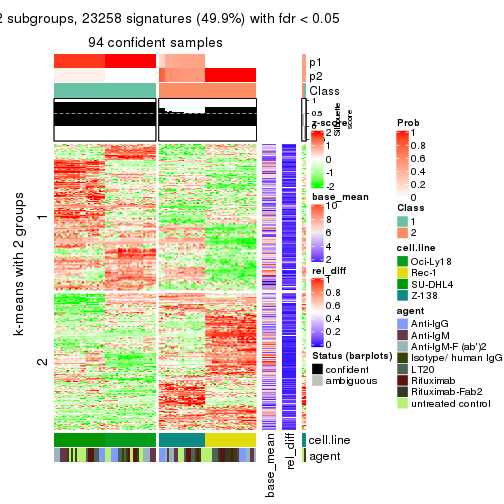 2 subgroups, 23258 signatures (49.9%) with fdr < 0.05
94 confident samples
p1
p2
Class
1
0.5
0
Silhouette
score
k-means with 2 groups
1
2
cell.line
agent
base_mean
rel_diff
z-score
2
1
0
-1
-2
base_mean
10
8
6
4
2
rel_diff
1
0.8
0.6
0.4
0.2
0
Status (barplots)
confident
ambiguous
Prob
1
0.8
0.6
0.4
0.2
0
Class
1
2
cell.line
Oci-Ly18
Rec-1
SU-DHL4
Z-138
agent
Anti-IgG
Anti-IgM
Anti-IgM-F (ab')2
Isotype/ human IgG
LT20
Rituximab
Rituximab-Fab2
untreated control